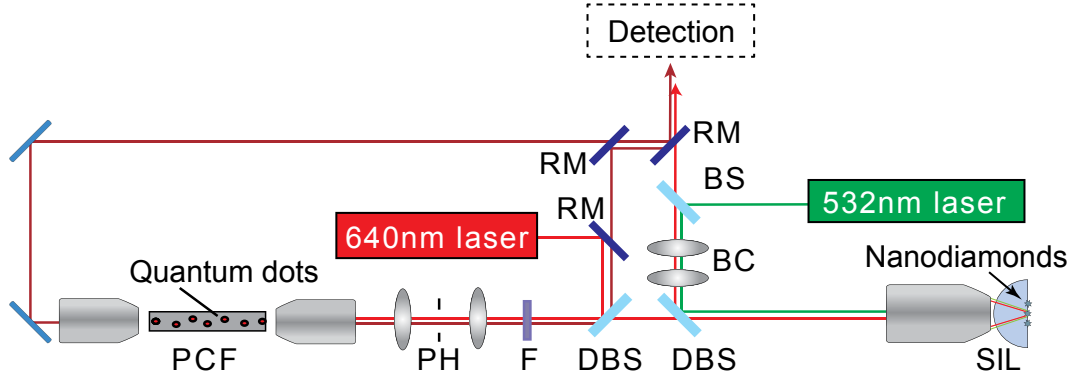 Detection
RM
RM
BS
RM
640nm laser
532nm laser
BC
Quantum dots
Nanodiamonds
PCF
PH
F
DBS
DBS
SIL